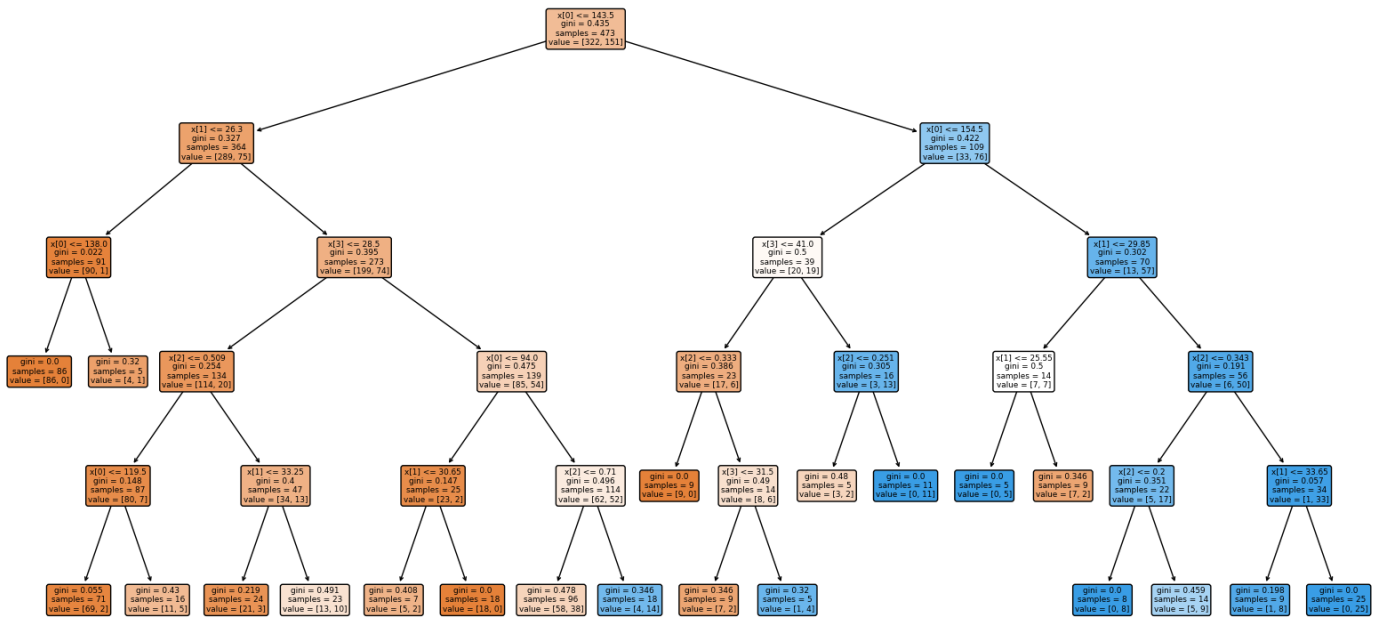 x[0] <= 143.5
gini = 0.435
samples = 473
value = [322, 151]
x[1] <= 26.3
gini = 0.327
samples = 364
value = [289, 75]
x[0] <= 154.5
gini = 0.422
samples = 109
value = [33, 76]
x[0] <= 138.0
gini = 0.022
samples = 91
value = [90, 1]
x[3] <= 28.5
gini = 0.395
samples = 273
value = [199, 74]
x[3] <= 41.0
gini = 0.5
samples = 39
value = [20, 19]
x[1] <= 29.85
gini = 0.302
samples = 70
value = [13, 57]
gini = 0.0
samples = 86
value = [86, 0]
gini = 0.32
samples = 5
value = [4, 1]
x[2] <= 0.509
gini = 0.254
samples = 134
value = [114, 20]
x[0] <= 94.0
gini = 0.475
samples = 139
value = [85, 54]
x[2] <= 0.333
gini = 0.386
samples = 23
value = [17, 6]
x[2] <= 0.251
gini = 0.305
samples = 16
value = [3, 13]
x[1] <= 25.55
gini = 0.5
samples = 14
value = [7, 7]
x[2] <= 0.343
gini = 0.191
samples = 56
value = [6, 50]
x[0] <= 119.5
gini = 0.148
samples = 87
value = [80, 7]
x[1] <= 33.25
gini = 0.4
samples = 47
value = [34, 13]
x[1] <= 30.65
gini = 0.147
samples = 25
value = [23, 2]
x[2] <= 0.71
gini = 0.496
samples = 114
value = [62, 52]
gini = 0.0
samples = 9
value = [9, 0]
x[3] <= 31.5
gini = 0.49
samples = 14
value = [8, 6]
gini = 0.48
samples = 5
value = [3, 2]
gini = 0.0
samples = 11
value = [0, 11]
gini = 0.0
samples = 5
value = [0, 5]
gini = 0.346
samples = 9
value = [7, 2]
x[2] <= 0.2
gini = 0.351
samples = 22
value = [5, 17]
x[1] <= 33.65
gini = 0.057
samples = 34
value = [1, 33]
gini = 0.055
samples = 71
value = [69, 2]
gini = 0.43
samples = 16
value = [11, 5]
gini = 0.219
samples = 24
value = [21, 3]
gini = 0.491
samples = 23
value = [13, 10]
gini = 0.408
samples = 7
value = [5, 2]
gini = 0.0
samples = 18
value = [18, 0]
gini = 0.478
samples = 96
value = [58, 38]
gini = 0.346
samples = 18
value = [4, 14]
gini = 0.346
samples = 9
value = [7, 2]
gini = 0.32
samples = 5
value = [1, 4]
gini = 0.0
samples = 8
value = [0, 8]
gini = 0.459
samples = 14
value = [5, 9]
gini = 0.198
samples = 9
value = [1, 8]
gini = 0.0
samples = 25
value = [0, 25]